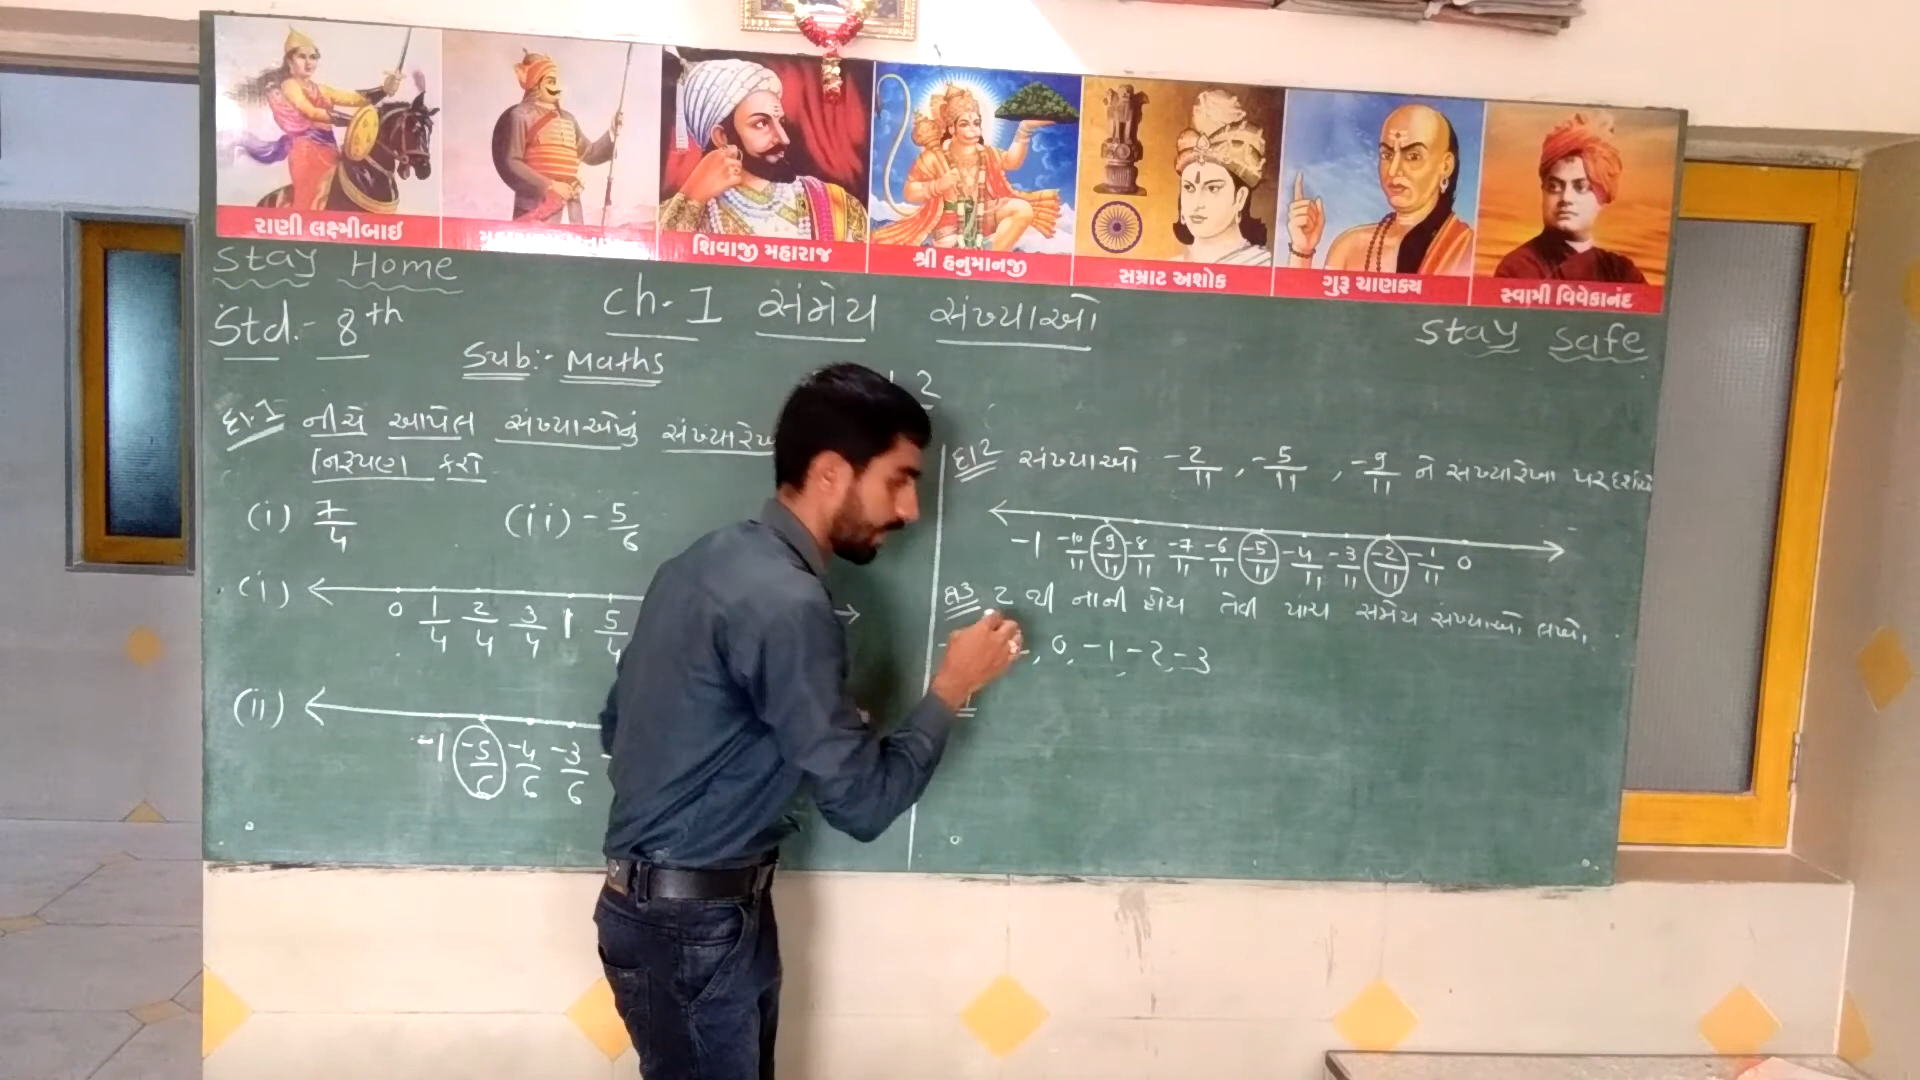 રાણી લક્ષ્મીબાઈ
શિવાજી મહારાજ
શ્રી હનુમાનજી
સમ્રાટ અશોક
ગુરૂ ચાણક્ય
સ્વામી વિવેકાનંદ
Stay Home
Stay Safe
Std:- 8th
Ch-1 સંમેય સંખ્યાઓ
Sub:- Maths
દા.1 નીચે આપેલ સંખ્યાઓનું
નિરૂપણ કરો
(i) 7/4 (ii) -5/6
(i) 0 1/4 2/4 3/4 1 5/4
(ii) -1 -5/6 -4/6 -3/6
દા2 સંખ્યાઓ -2/11, -5/11, -9/11 ને સંખ્યારેખા પર
-1 -10/11 -9/11 -8/11 -7/11 -6/11 -5/11 -4/11 -3/11 -2/11 -1/11 0
દા3 2 થી નાની હોય તેવી પાંચ સંમેય સંખ્યાઓ લખો.
, 0, -1, -2, -3